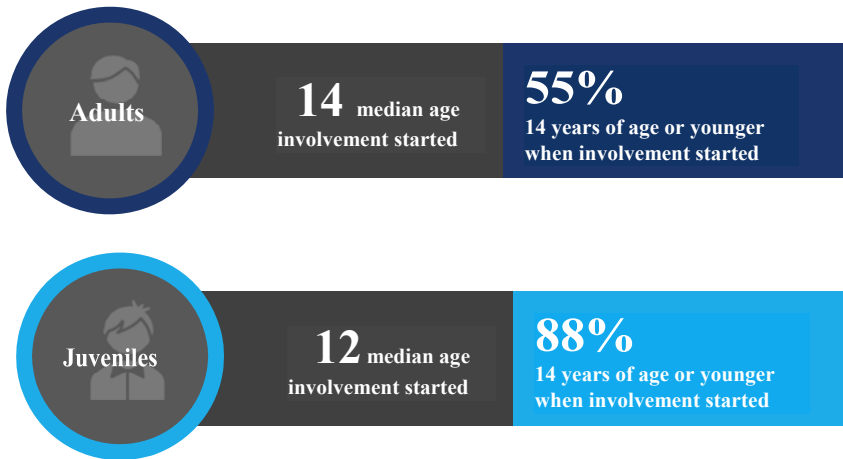 Adults
14 median age
involvement started
55%
14 years of age or younger
when involvement started
Juveniles
12 median age
involvement started
88%
14 years of age or younger
when involvement started